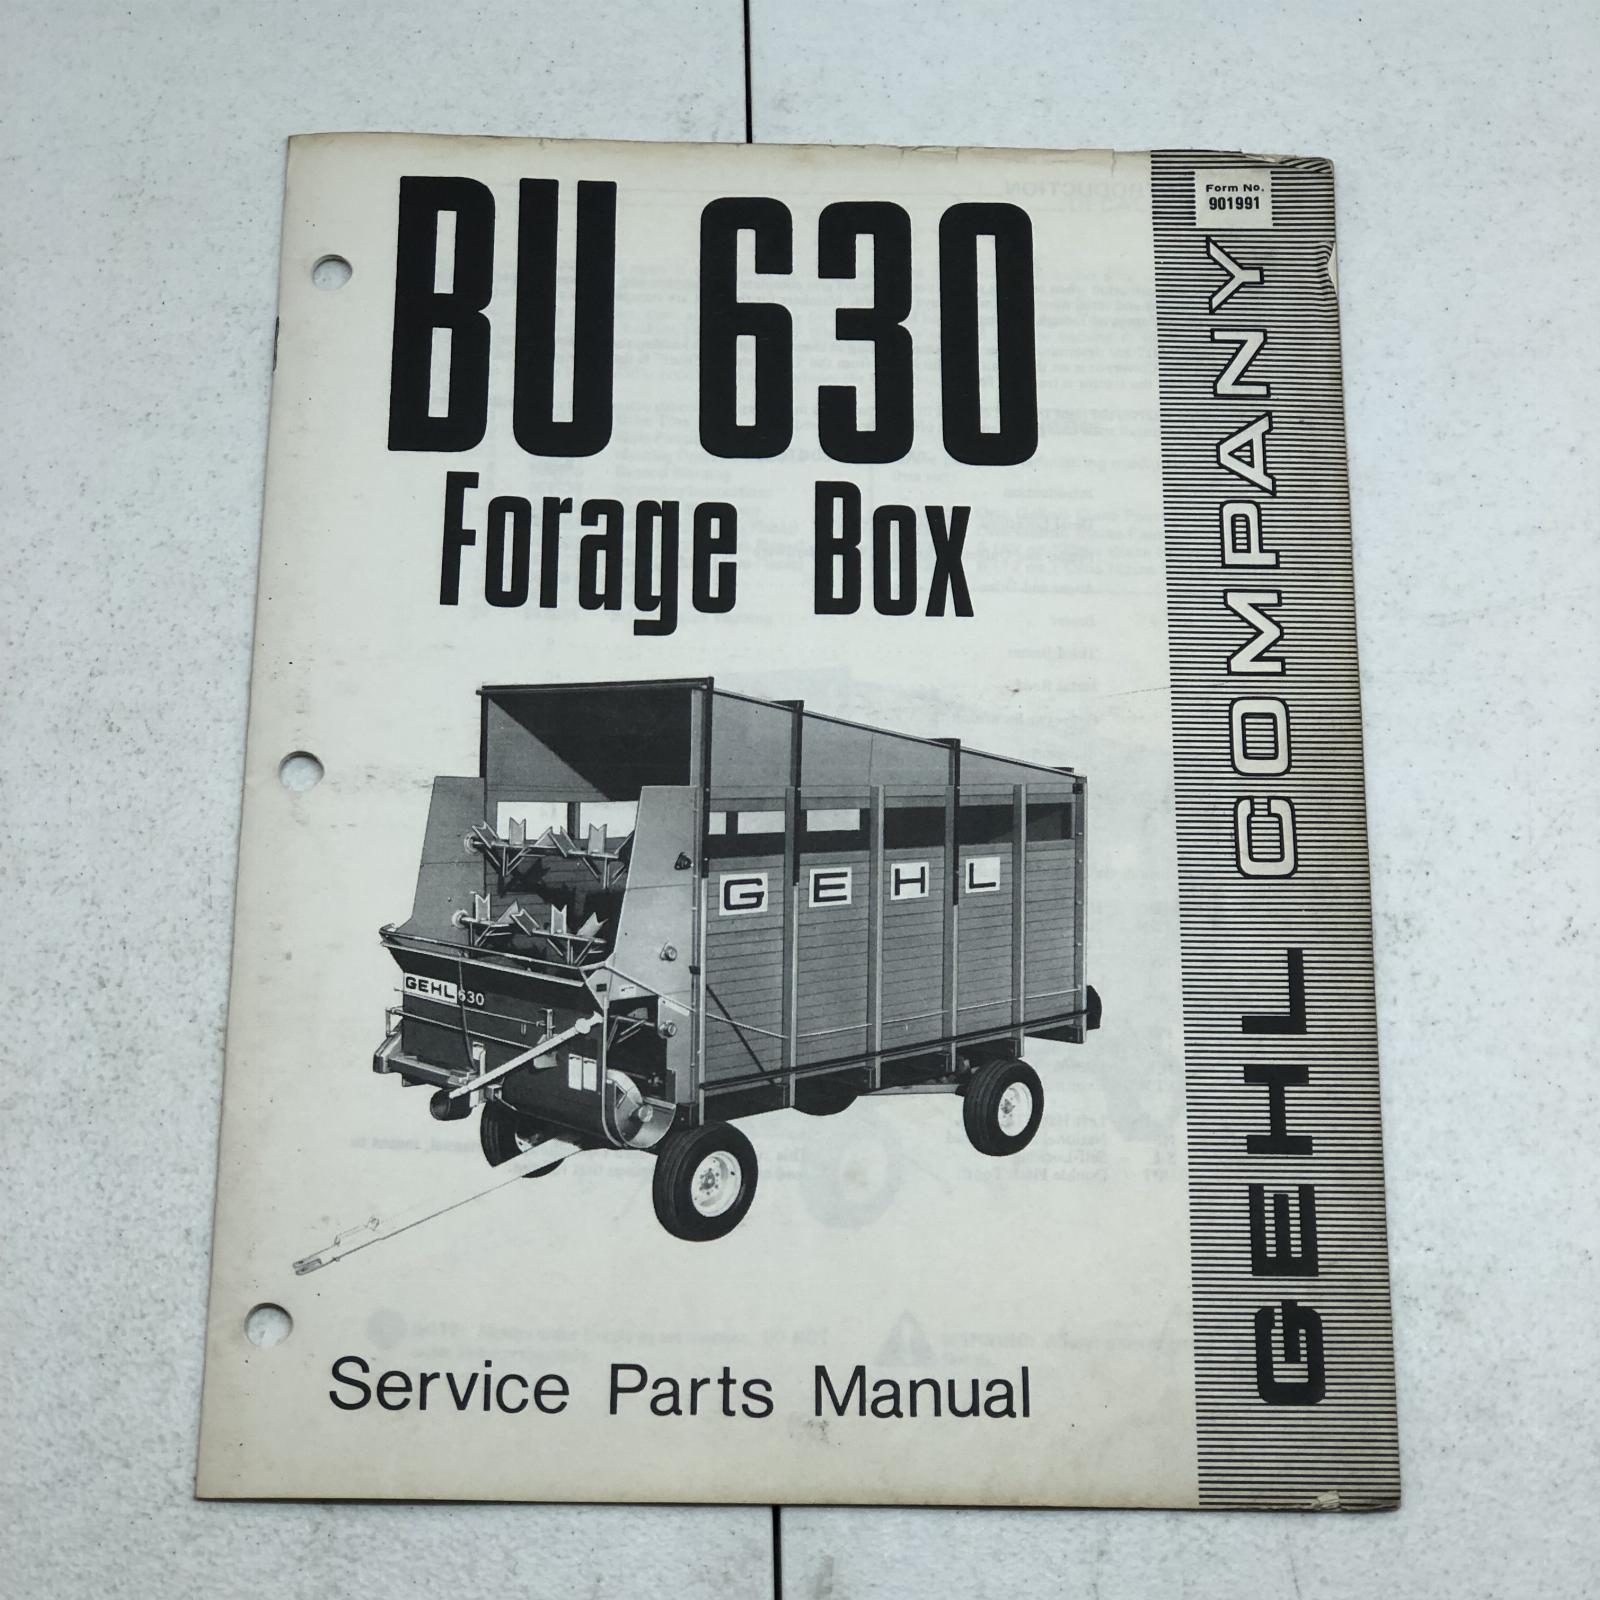 BU 630
Forage Box
Form No.
901991
GEHL COMPANY
GEHL
GEHL 630
Service Parts Manual